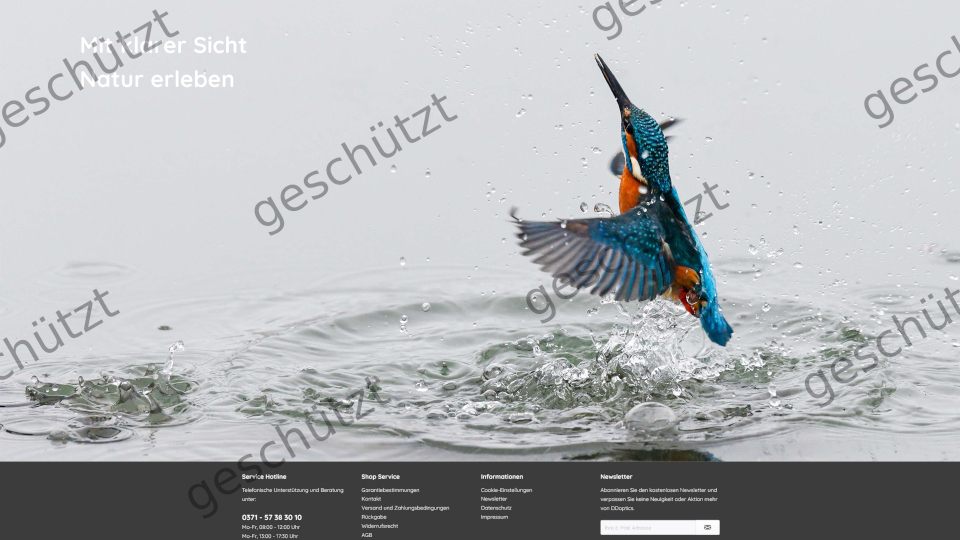 Mit klarer Sicht
Natur erleben
geschützt
geschützt
geschützt
geschützt
geschützt
geschützt
geschützt
geschützt
geschützt
Service Hotline
Telefonische Unterstützung und Beratung
unter:
0371 - 57 38 30 10
Mo-Fr, 08:00 - 12:00 Uhr
Mo-Fr, 13:00 - 17:30 Uhr
Shop Service
Garantiebestimmungen
Kontakt
Versand und Zahlungsbedingungen
Rückgabe
Widerrufsrecht
AGB
Informationen
Cookie-Einstellungen
Newsletter
Datenschutz
Impressum
Newsletter
Abonnieren Sie den kostenlosen Newsletter und
verpassen Sie keine Neuigkeit oder Aktion mehr
von DDoptics.
Ihre E-Mail Adresse